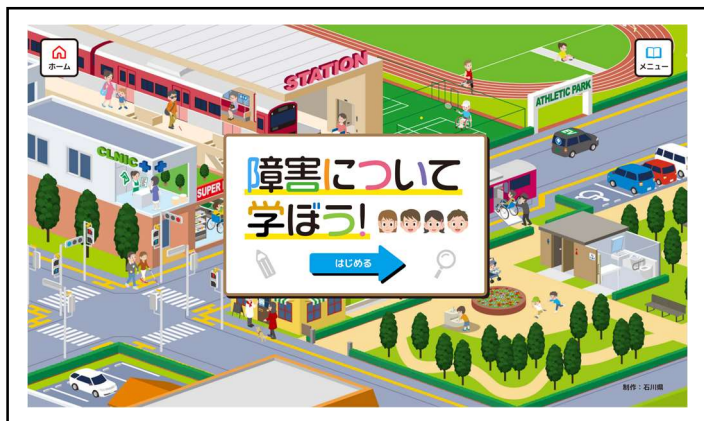 ホーム
メニュー
STATION
ATHLETIC PARK
CLNIC
SUPER
障害について
学ぼう!
はじめる
制作：石川県